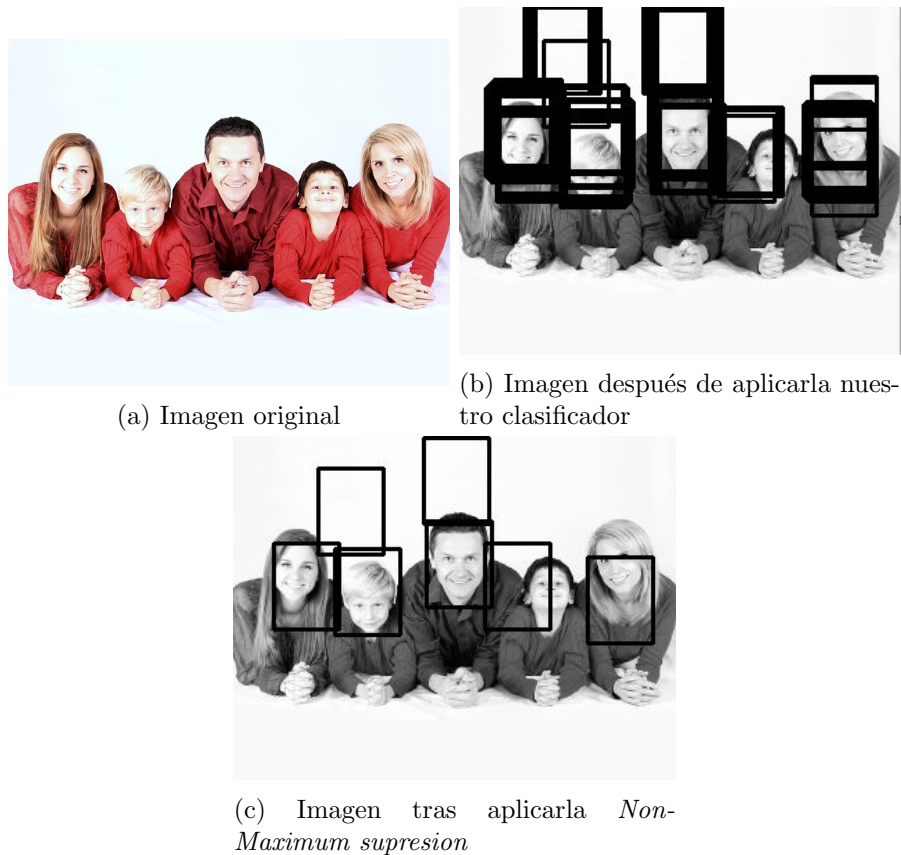 (a) Imagen original
(b) Imagen después de aplicarla nues-
tro clasificador
(c) Imagen tras aplicarla Non-
Maximum supresion